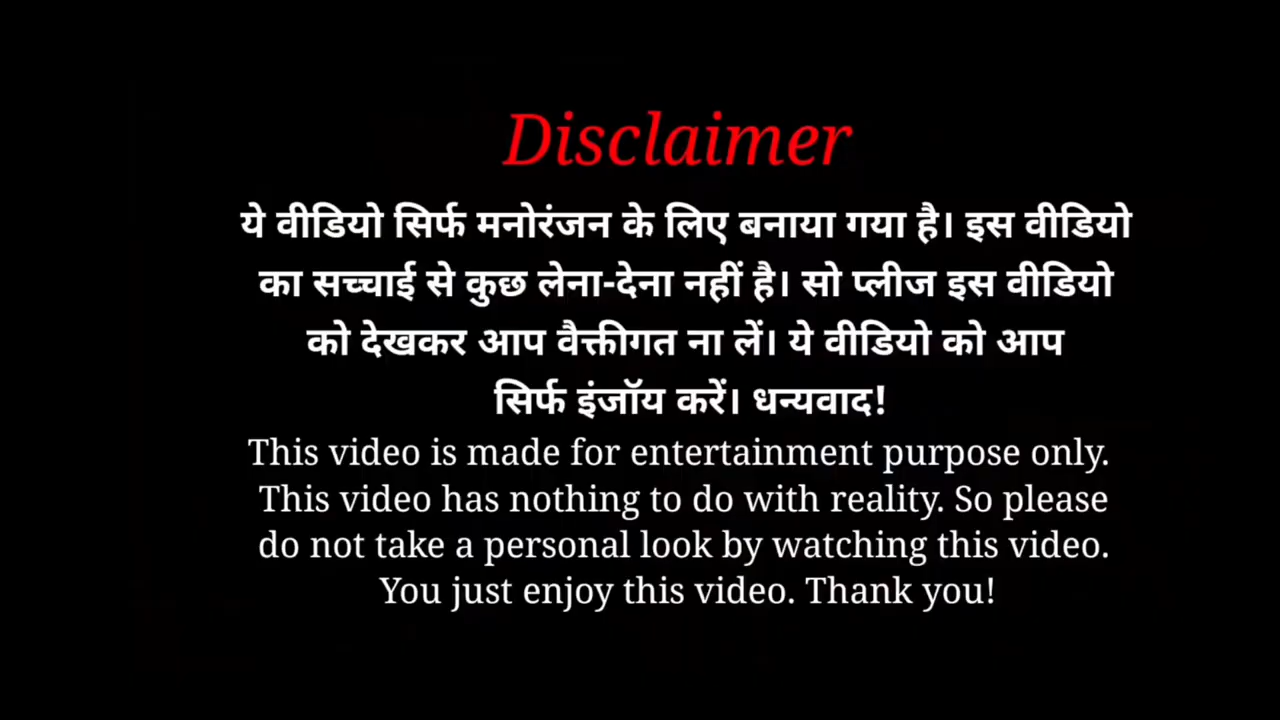 Disclaimer
ये वीडियो सिर्फ मनोरंजन के लिए बनाया गया है। इस वीडियो
का सच्चाई से कुछ लेना-देना नहीं है। सो प्लीज इस वीडियो
को देखकर आप वैक्तीगत ना लें। ये वीडियो को आप
सिर्फ इंजॉय करें। धन्यवाद!
This video is made for entertainment purpose only.
This video has nothing to do with reality. So please
do not take a personal look by watching this video.
You just enjoy this video. Thank you!